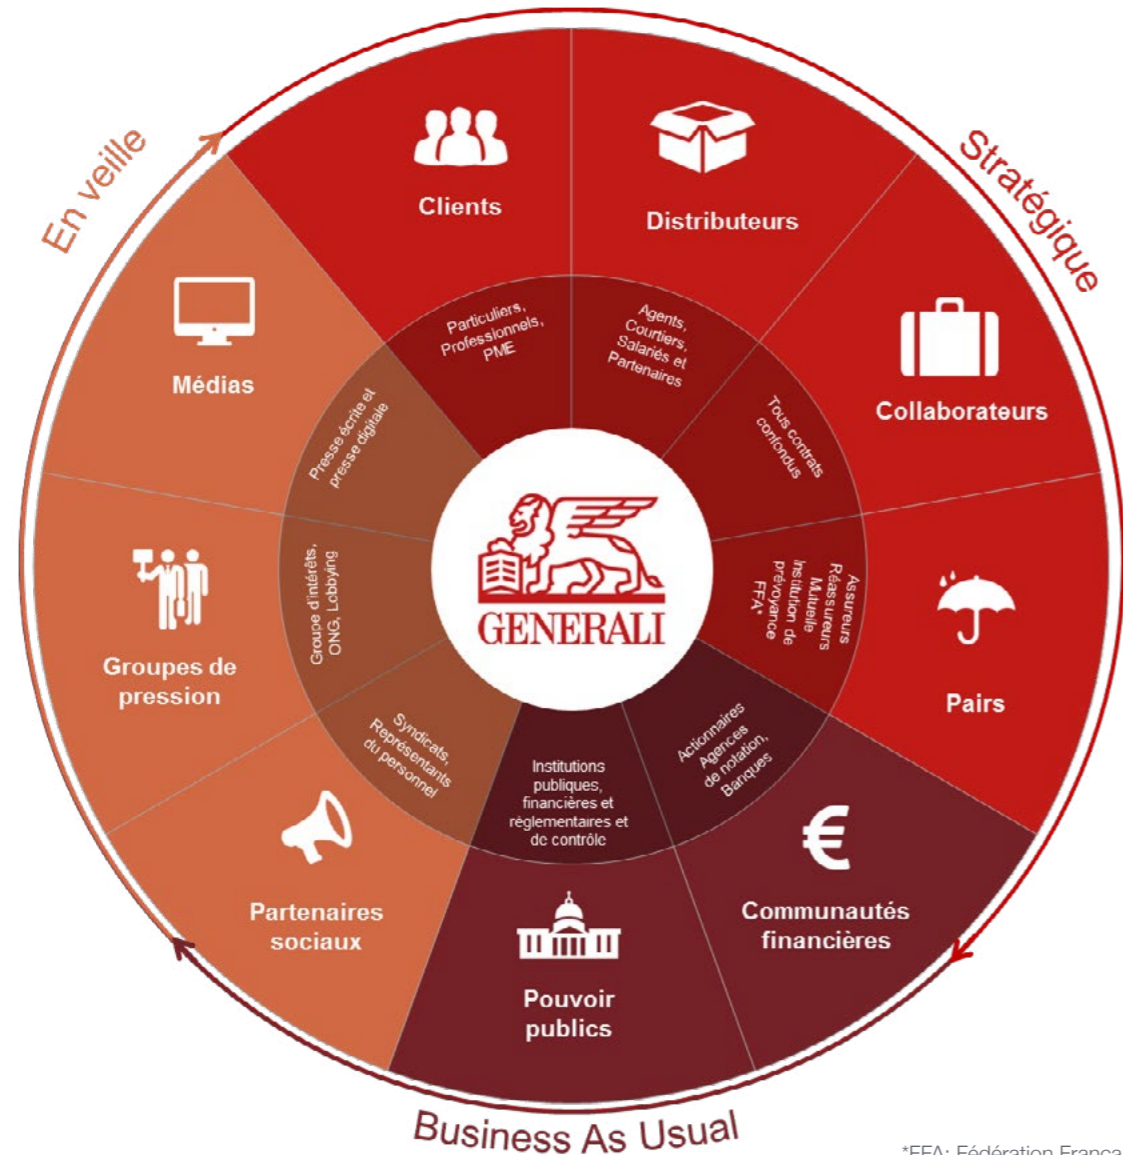 En veille
Stratégique
Business As Usual
Clients
Particuliers,
Professionnels,
PME
Distributeurs
Agents,
Courtiers,
Salariés et
Partenaires
Collaborateurs
Tous contrats
confondus
Pairs
Assureurs
Réassureurs
Mutuelle
Institution de
prévoyance
FFA*
Communautés
financières
Actionnaires
Agences
de notation,
Banques
Pouvoir
publics
Institutions
publiques,
financières et
réglementaires et
de contrôle
Partenaires
sociaux
Syndicats,
Représentants
du personnel
Groupes de
pression
Groupe d'intérêts,
ONG, Lobbying
Médias
Presse écrite et
presse digitale
GENERALI
*FFA: Fédération França